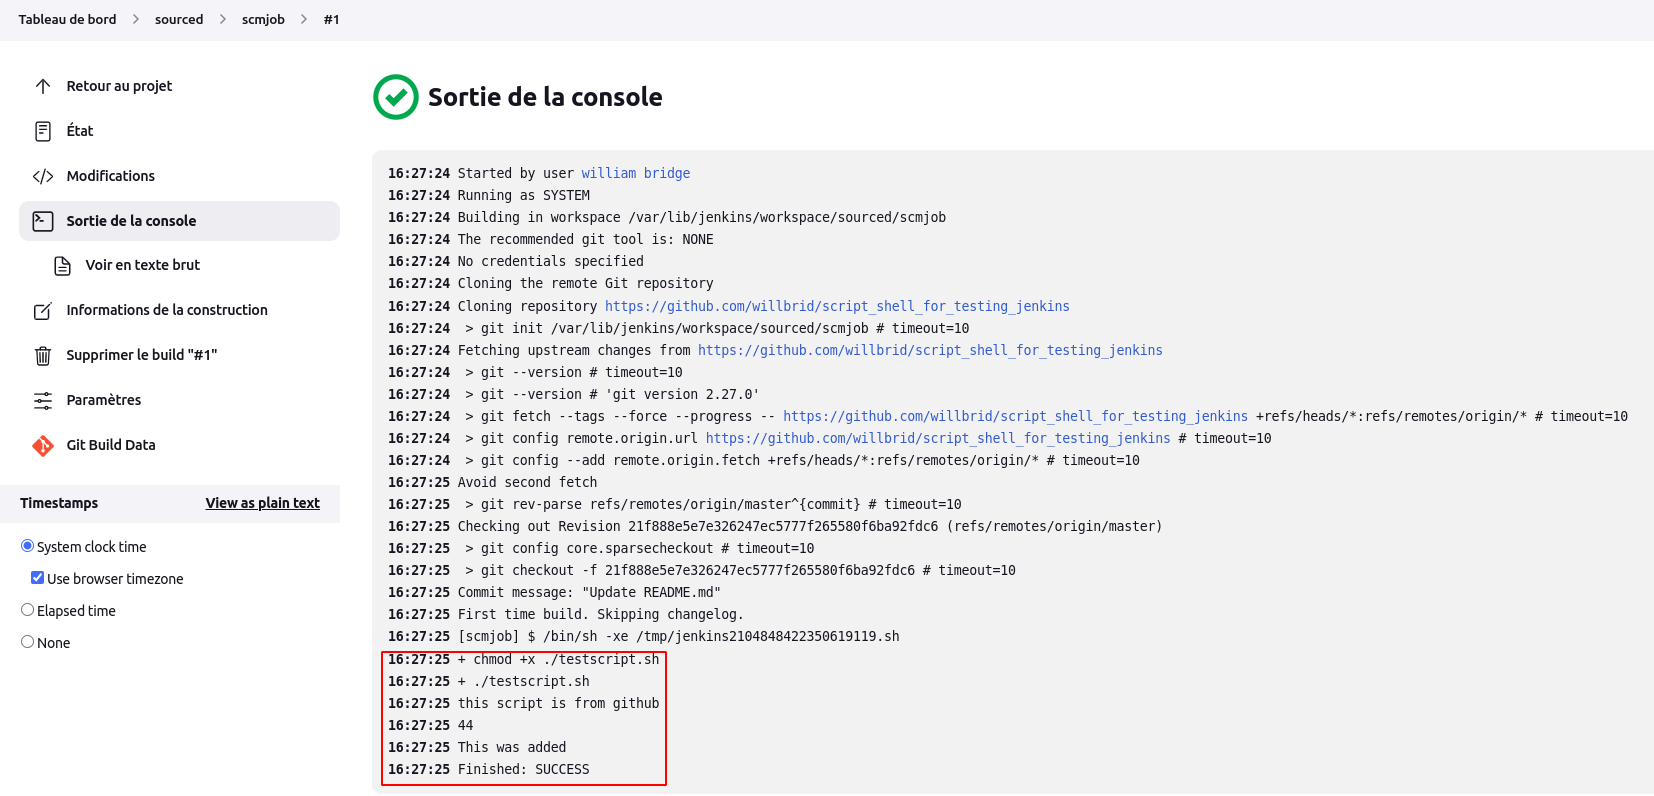 Tableau de bord > sourced > scmjob > #1
Retour au projet
État
Modifications
Sortie de la console
Voir en texte brut
Informations de la construction
Supprimer le build "#1"
Paramètres
Git Build Data
Timestamps View as plain text
System clock time
Use browser timezone
Elapsed time
None
Sortie de la console
16:27:24 Started by user william bridge
16:27:24 Running as SYSTEM
16:27:24 Building in workspace /var/lib/jenkins/workspace/sourced/scmjob
16:27:24 The recommended git tool is: NONE
16:27:24 No credentials specified
16:27:24 Cloning the remote Git repository
16:27:24 Cloning repository https://github.com/willbrid/script_shell_for_testing_jenkins
16:27:24  > git init /var/lib/jenkins/workspace/sourced/scmjob # timeout=10
16:27:24 Fetching upstream changes from https://github.com/willbrid/script_shell_for_testing_jenkins
16:27:24  > git --version # timeout=10
16:27:24  > git --version # 'git version 2.27.0'
16:27:24  > git fetch --tags --force --progress -- https://github.com/willbrid/script_shell_for_testing_jenkins +refs/heads/*:refs/remotes/origin/* # timeout=10
16:27:24  > git config remote.origin.url https://github.com/willbrid/script_shell_for_testing_jenkins # timeout=10
16:27:24  > git config --add remote.origin.fetch +refs/heads/*:refs/remotes/origin/* # timeout=10
16:27:25 Avoid second fetch
16:27:25  > git rev-parse refs/remotes/origin/master^{commit} # timeout=10
16:27:25 Checking out Revision 21f888e5e7e326247ec5777f265580f6ba92fdc6 (refs/remotes/origin/master)
16:27:25  > git config core.sparsecheckout # timeout=10
16:27:25  > git checkout -f 21f888e5e7e326247ec5777f265580f6ba92fdc6 # timeout=10
16:27:25 Commit message: "Update README.md"
16:27:25 First time build. Skipping changelog.
16:27:25 [scmjob] $ /bin/sh -xe /tmp/jenkins2104848422350619119.sh
16:27:25 + chmod +x ./testscript.sh
16:27:25 + ./testscript.sh
16:27:25 this script is from github
16:27:25 44
16:27:25 This was added
16:27:25 Finished: SUCCESS